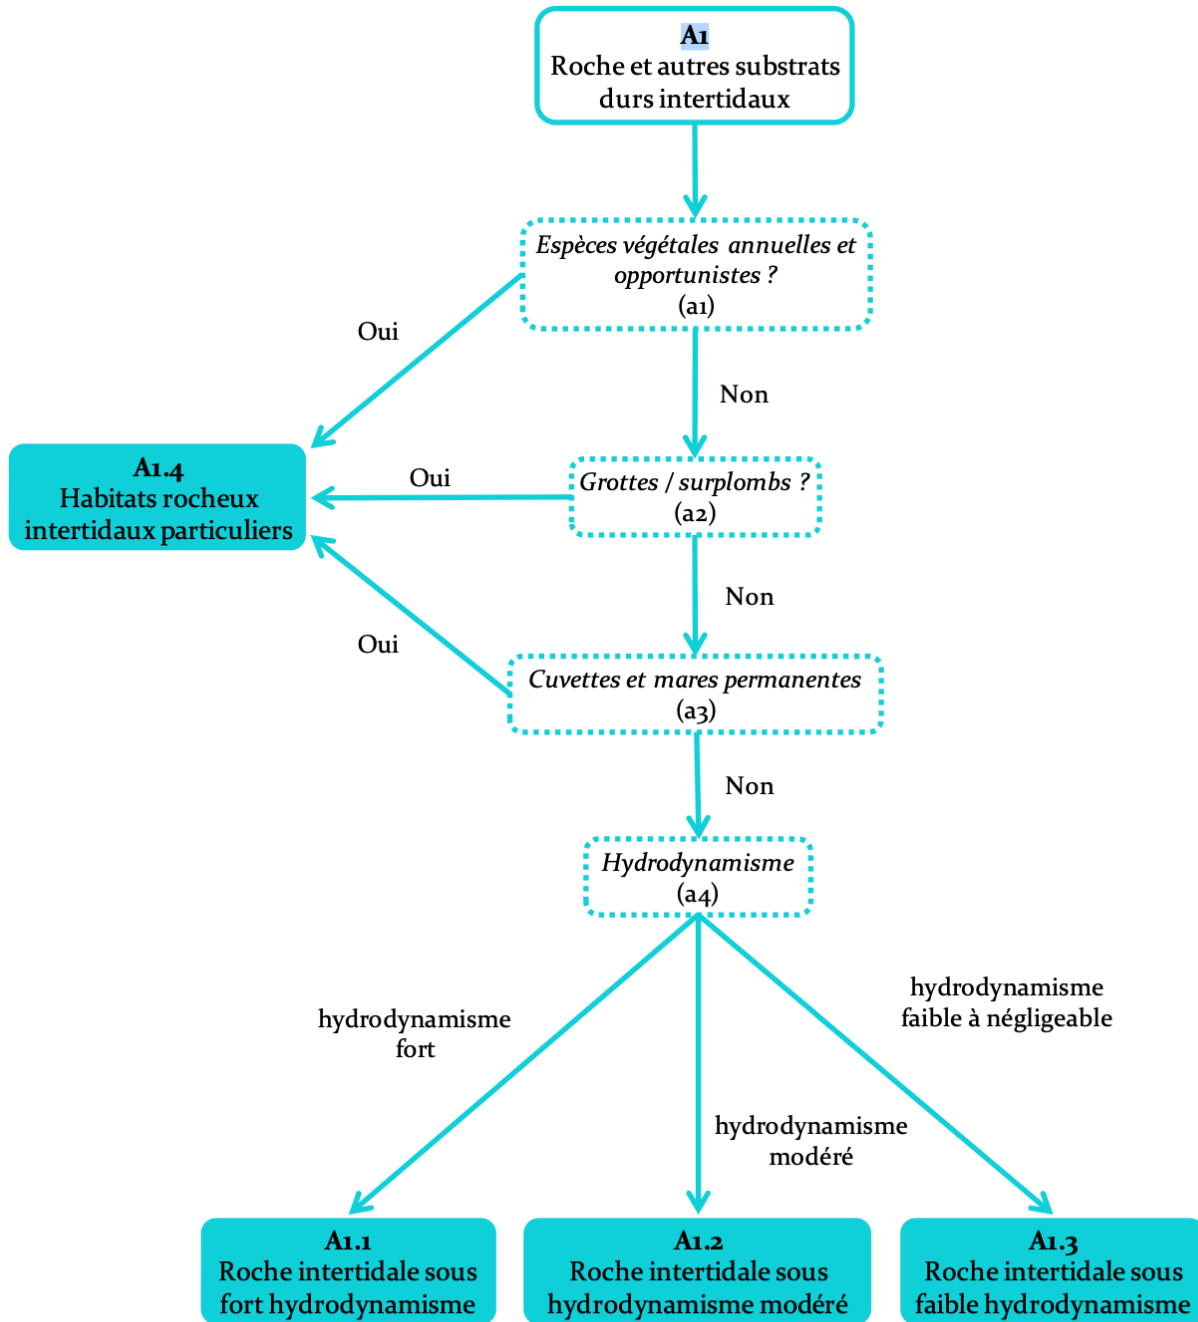 A1
Roche et autres substrats
durs intertidaux
Espèces végétales annuelles et
opportunistes ?
(a1)
Oui
Non
A1.4
Habitats rocheux
intertidaux particuliers
Oui
Grottes / surplombs ?
(a2)
Non
Oui
Cuvettes et mares permanentes
(a3)
Non
Hydrodynamisme
(a4)
hydrodynamisme
fort
hydrodynamisme
modéré
hydrodynamisme
faible à négligeable
A1.1
Roche intertidale sous
fort hydrodynamisme
A1.2
Roche intertidale sous
hydrodynamisme modéré
A1.3
Roche intertidale sous
faible hydrodynamisme